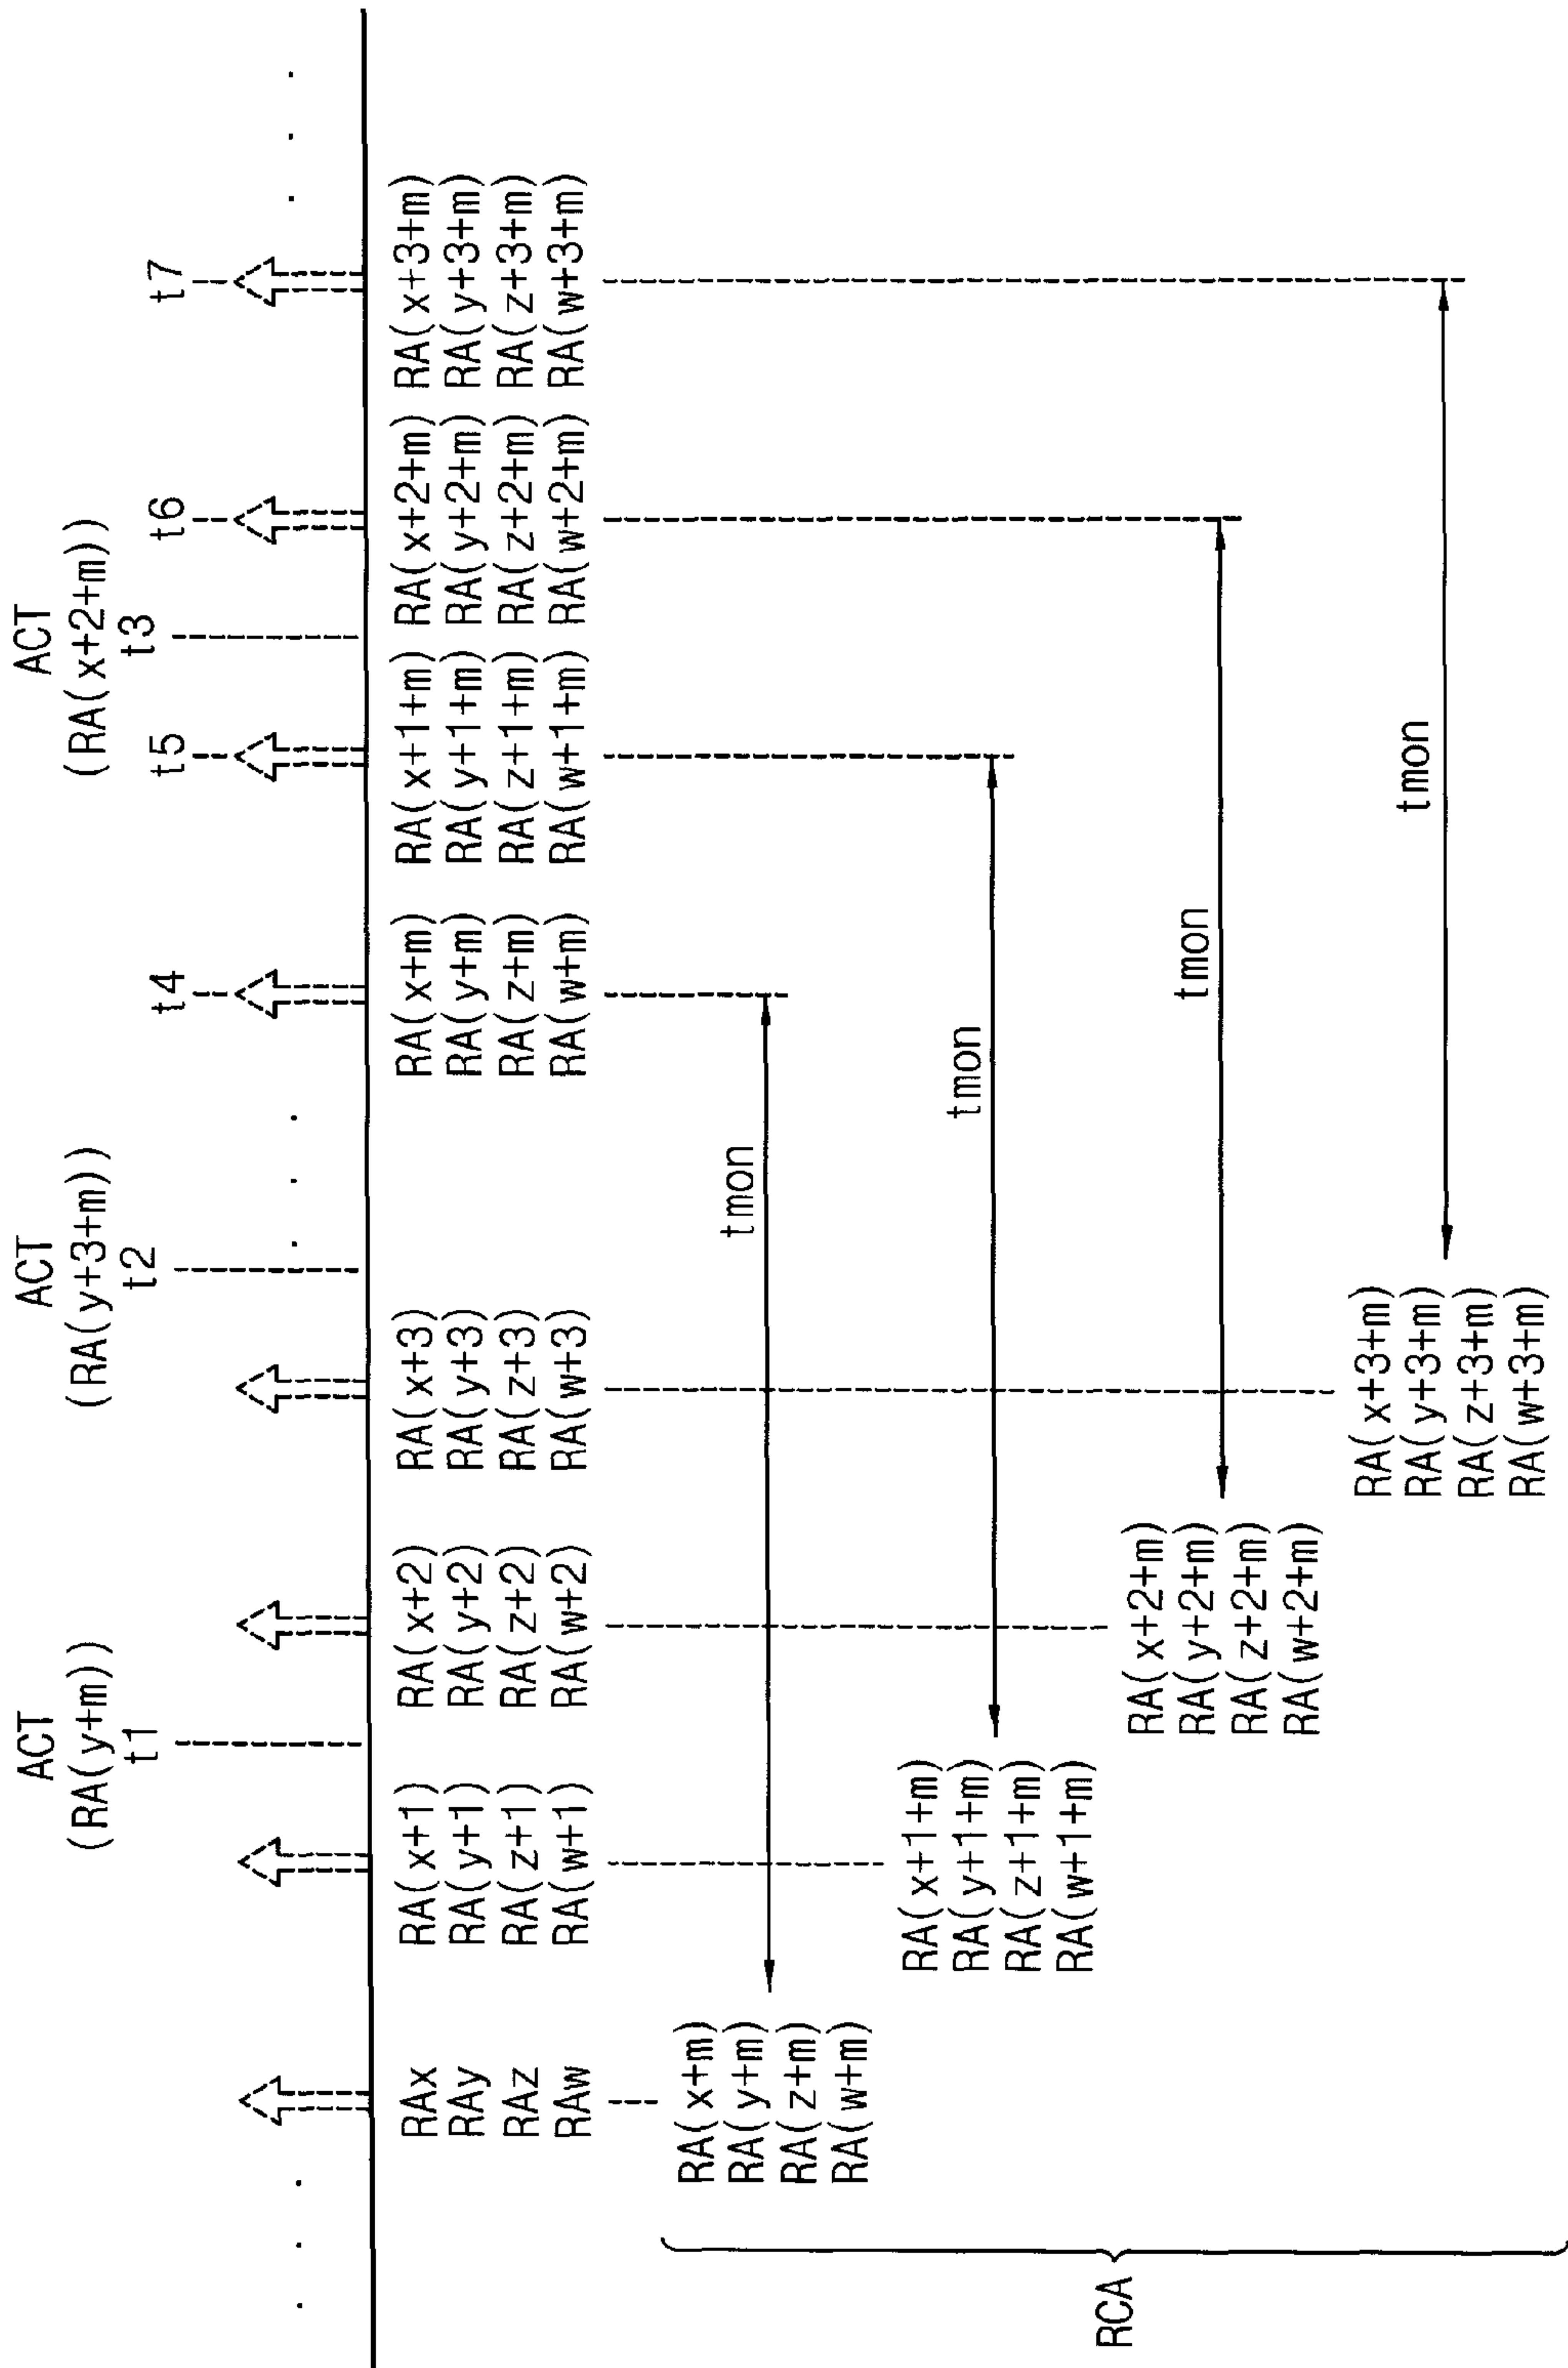 ACT
(RA(y+m))
t1
ACT
(RA(y+3+m))
t2
ACT
(RA(x+2+m))
t3
t4
t5
t6
t7
RAx
RAy
RAz
RAw
RA(x+1)
RA(y+1)
RA(z+1)
RA(w+1)
RA(x+2)
RA(y+2)
RA(z+2)
RA(w+2)
RA(x+3)
RA(y+3)
RA(z+3)
RA(w+3)
RA(x+m)
RA(y+m)
RA(z+m)
RA(w+m)
RA(x+1+m)
RA(y+1+m)
RA(z+1+m)
RA(w+1+m)
RA(x+2+m)
RA(y+2+m)
RA(z+2+m)
RA(w+2+m)
RA(x+3+m)
RA(y+3+m)
RA(z+3+m)
RA(w+3+m)
RCA
RA(x+m)
RA(y+m)
RA(z+m)
RA(w+m)
tmon
RA(x+1+m)
RA(y+1+m)
RA(z+1+m)
RA(w+1+m)
tmon
RA(x+2+m)
RA(y+2+m)
RA(z+2+m)
RA(w+2+m)
tmon
RA(x+3+m)
RA(y+3+m)
RA(z+3+m)
RA(w+3+m)
tmon